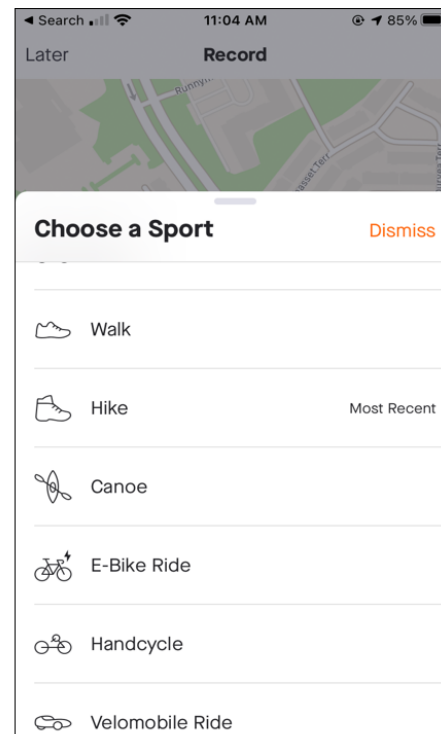 Search 11:04 AM 85%
Later Record
Choose a Sport Dismiss
Walk
Hike Most Recent
Canoe
E-Bike Ride
Handcycle
Velomobile Ride